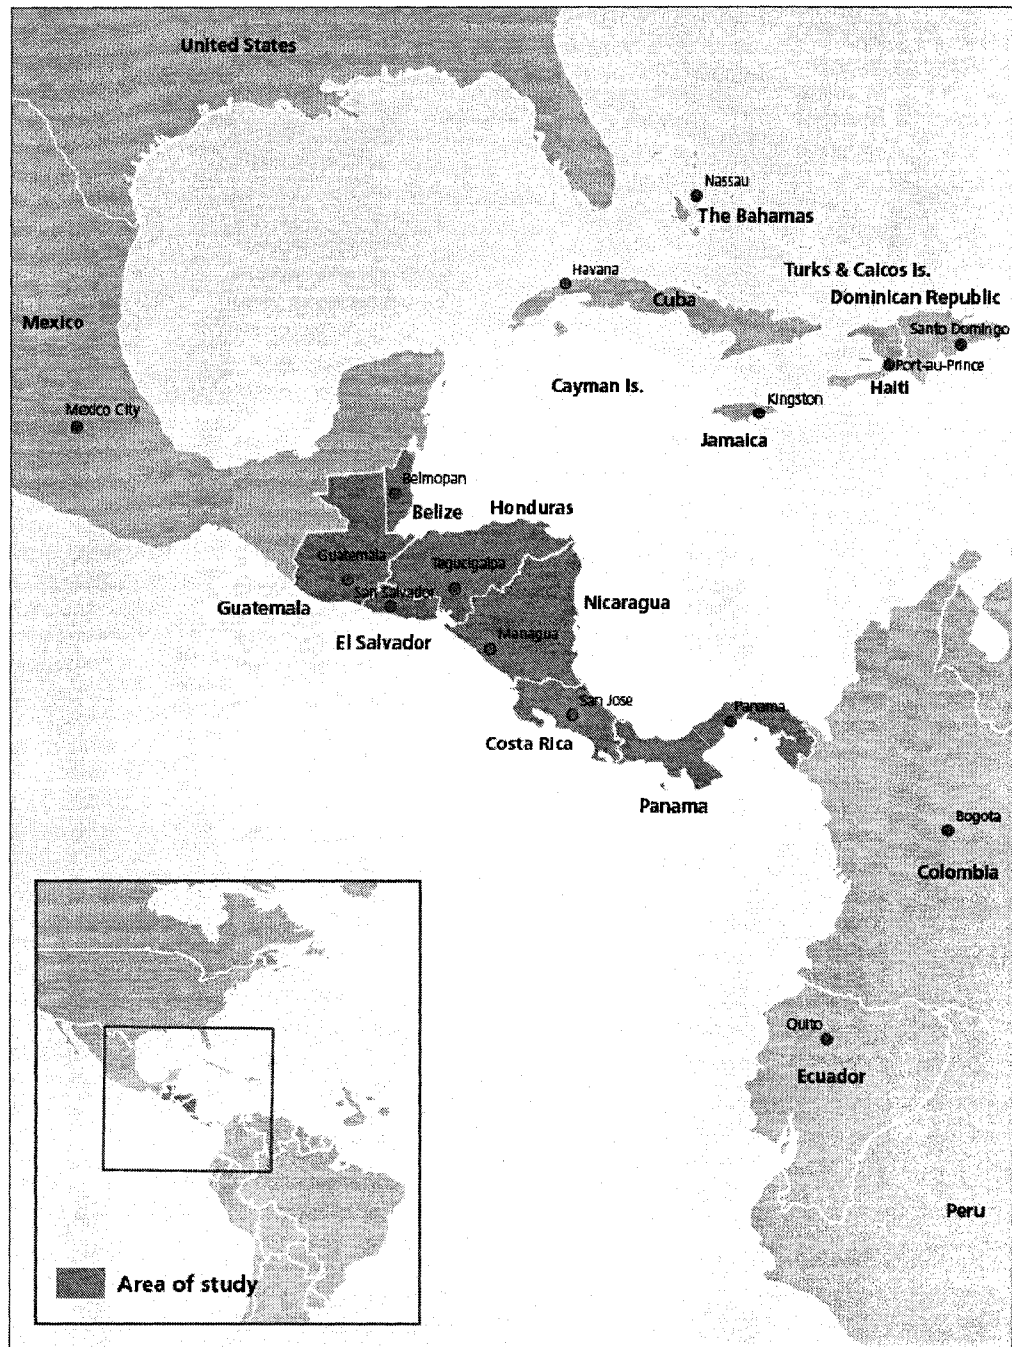 United States
Nassau
The Bahamas
Turks & Caicos Is.
Havana
Cuba
Dominican Republic
Santo Domingo
Mexico
Port-au-Prince
Haiti
Cayman Is.
Kingston
Jamaica
Mexico City
Belmopan
Belize
Honduras
Guatemala
Tegucigalpa
San Salvador
Guatemala
Nicaragua
El Salvador
Managua
San Jose
Panama
Costa Rica
Panama
Bogota
Colombia
Quito
Ecuador
Peru
Area of study